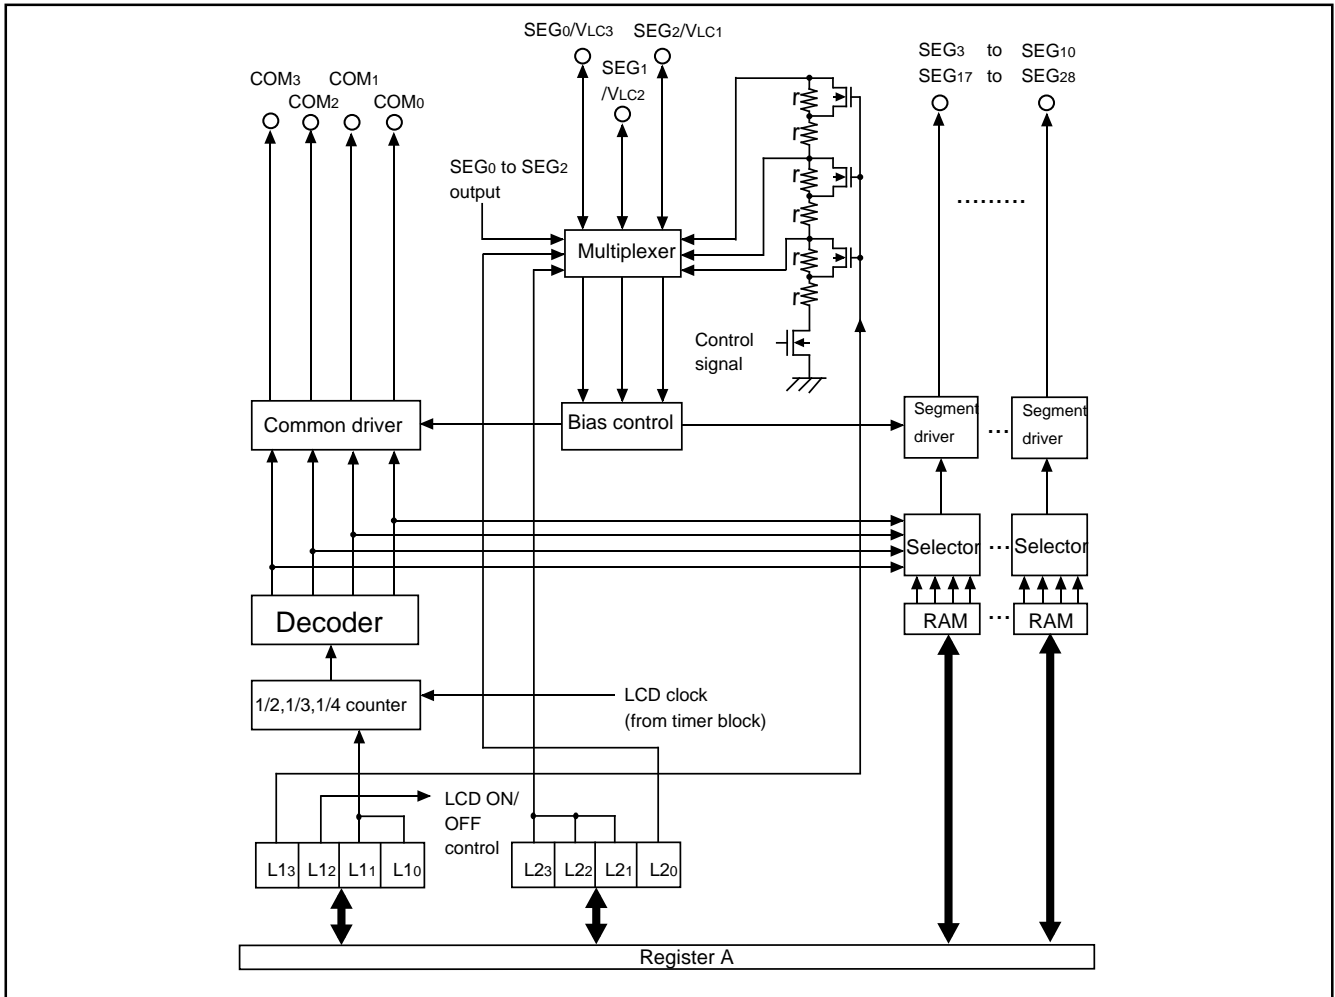 SEG0/VLC3 SEG2/VLC1
SEG1
/VLC2
SEG3 to SEG10
SEG17 to SEG28
COM3 COM1
COM2 COM0
r
r
r
r
r
r
SEG0 to SEG2
output
Multiplexer
.........
Control
signal
Common driver
Bias control
Segment
driver
...
Segment
driver
Selector
...
Selector
Decoder
RAM
...
RAM
1/2,1/3,1/4 counter
LCD clock
(from timer block)
LCD ON/
OFF
control
L13 L12 L11 L10
L23 L22 L21 L20
Register A